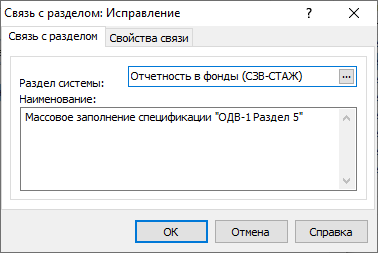 Связь с разделом: Исправление
Связь с разделом Свойства связи
Раздел системы: Отчетность в фонды (СЗВ-СТАЖ) ...
Наименование:
Массовое заполнение спецификации "ОДВ-1 Раздел 5"
ОК Отмена Справка